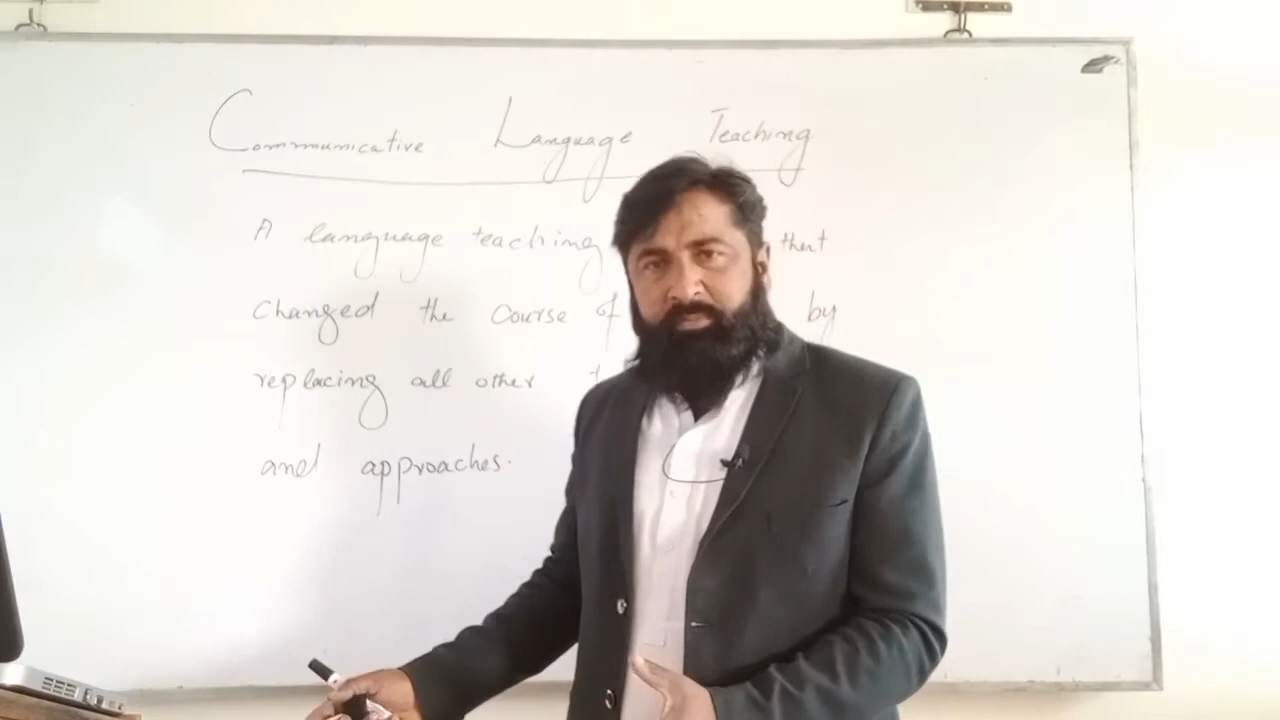 Communicative Language Teaching
A language teaching that
changed the course of by
replacing all other
and approaches.